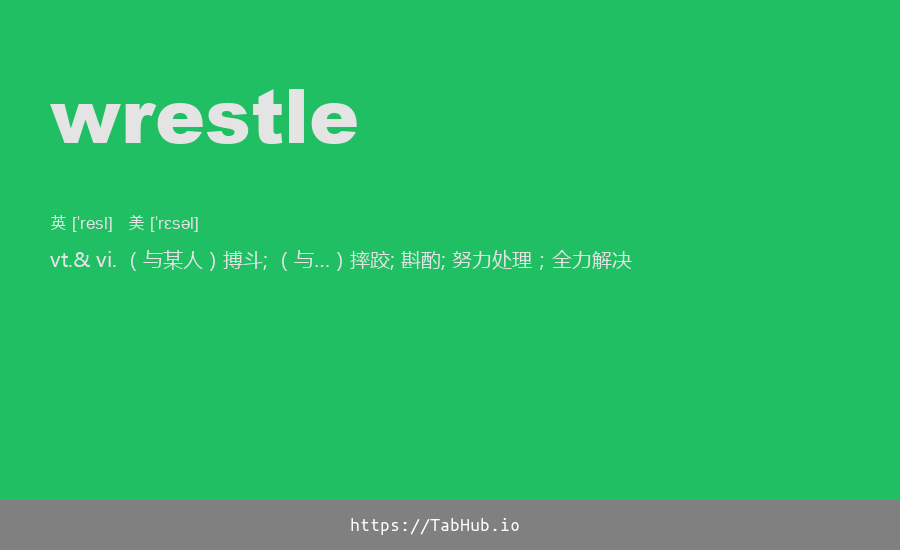 wrestle
英 ['resl] 美 ['rɛsəl]
vt.& vi.（与某人）搏斗; （与...）摔跤; 斟酌; 努力处理；全力解决
https://TabHub.io